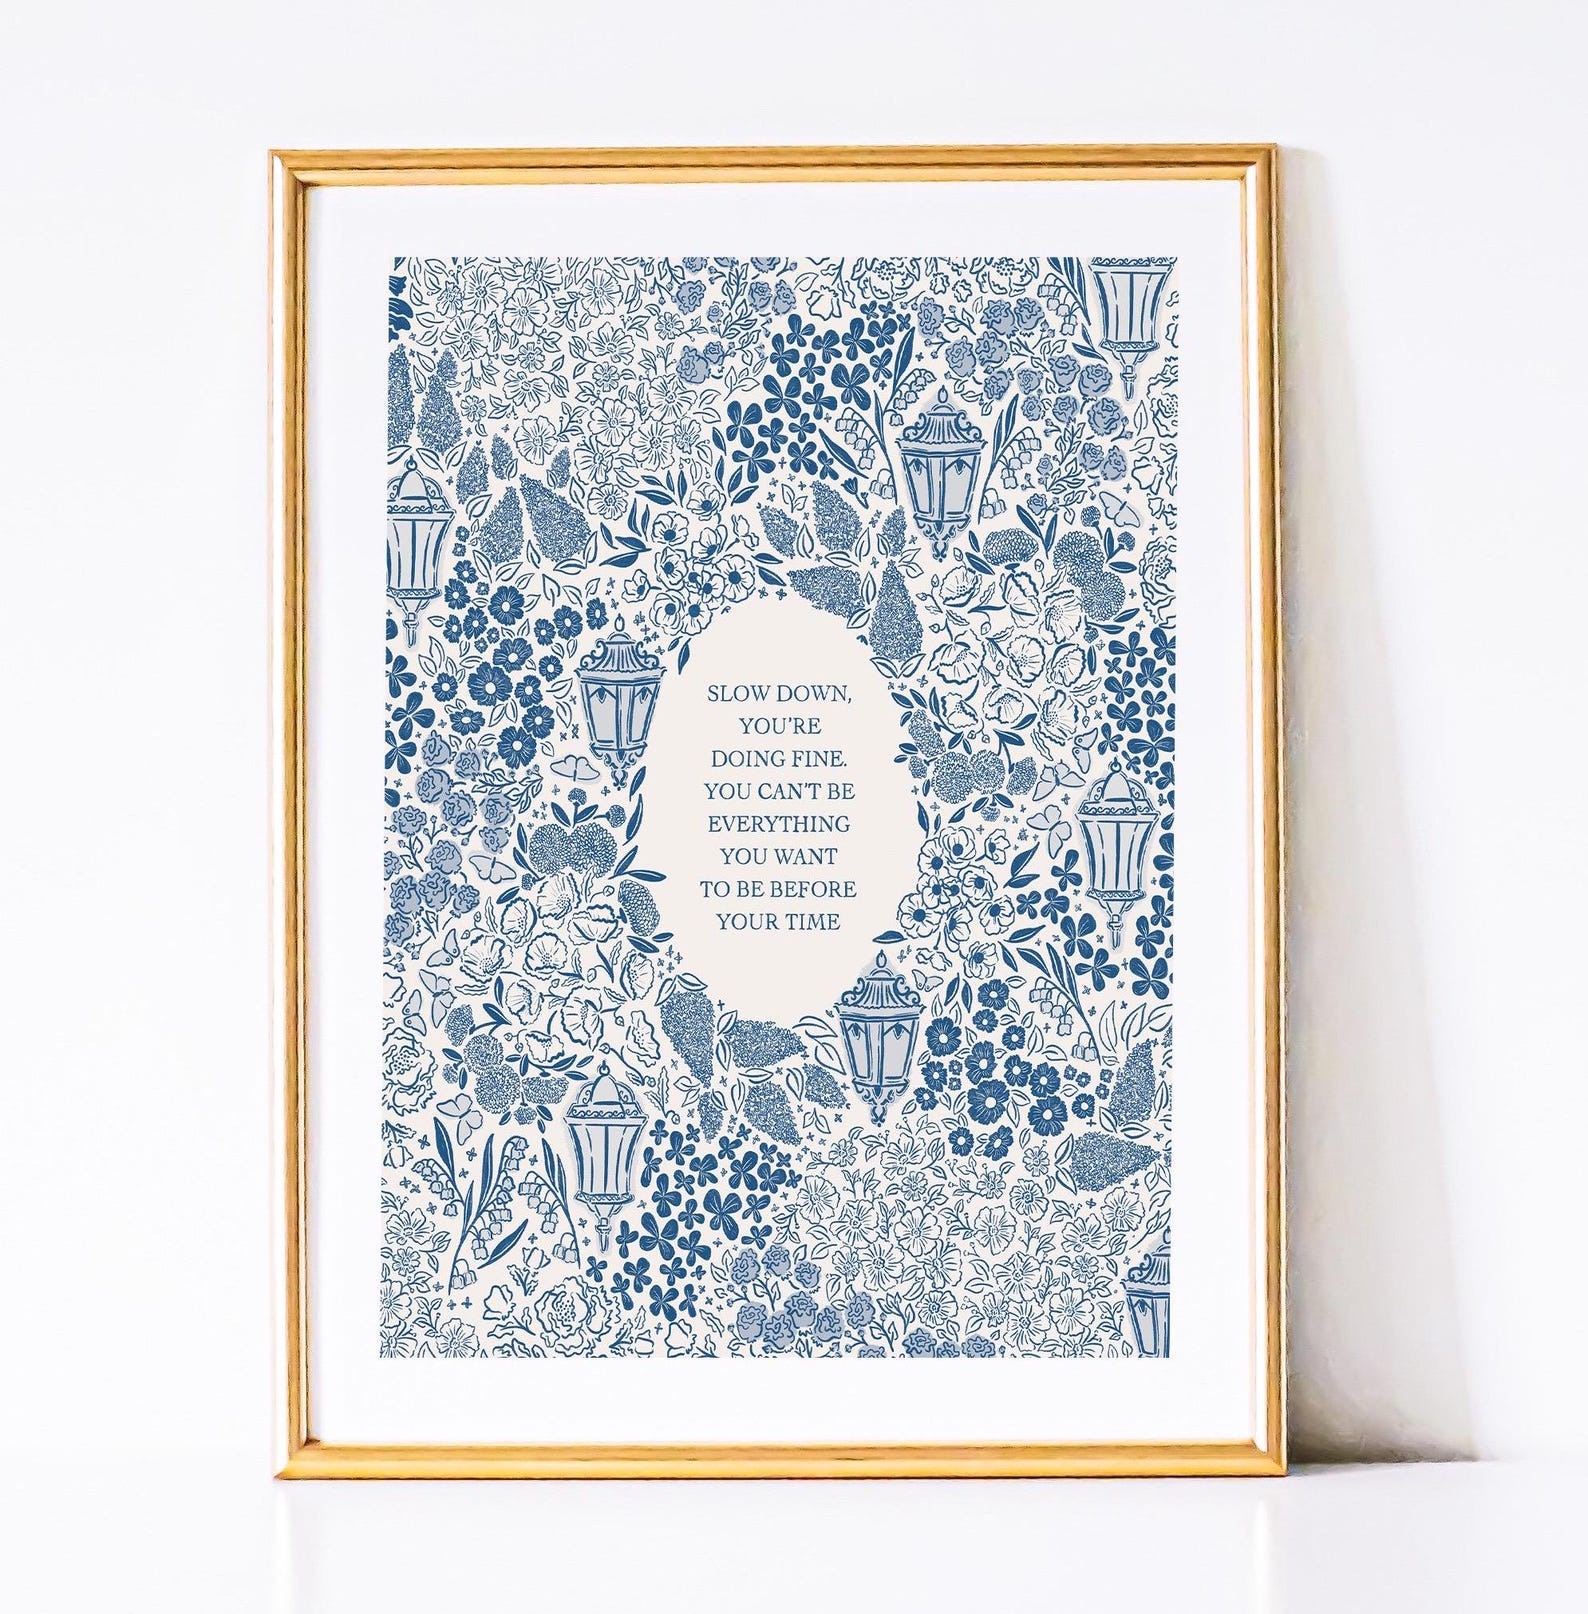 SLOW DOWN,
YOU'RE
DOING FINE.
YOU CAN'T BE
EVERYTHING
YOU WANT
TO BE BEFORE
YOUR TIME